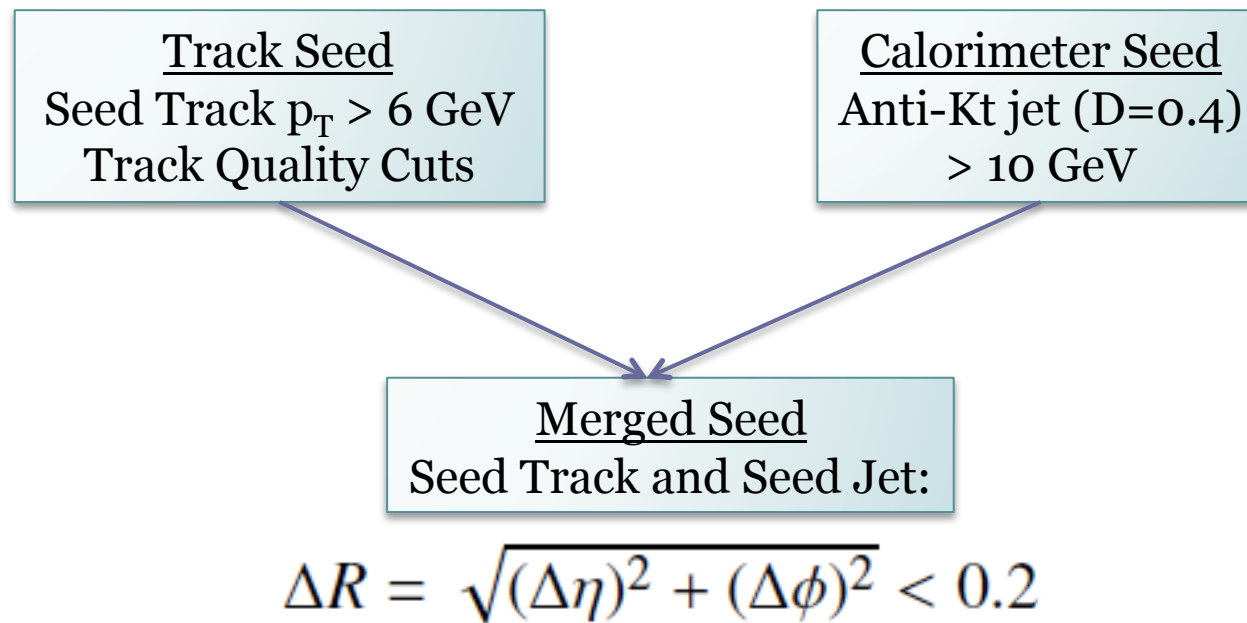 Track Seed
Seed Track p_T > 6 GeV
Track Quality Cuts
Calorimeter Seed
Anti-Kt jet (D=0.4)
> 10 GeV
Merged Seed
Seed Track and Seed Jet:
ΔR = √((Δη)² + (Δϕ)²) < 0.2